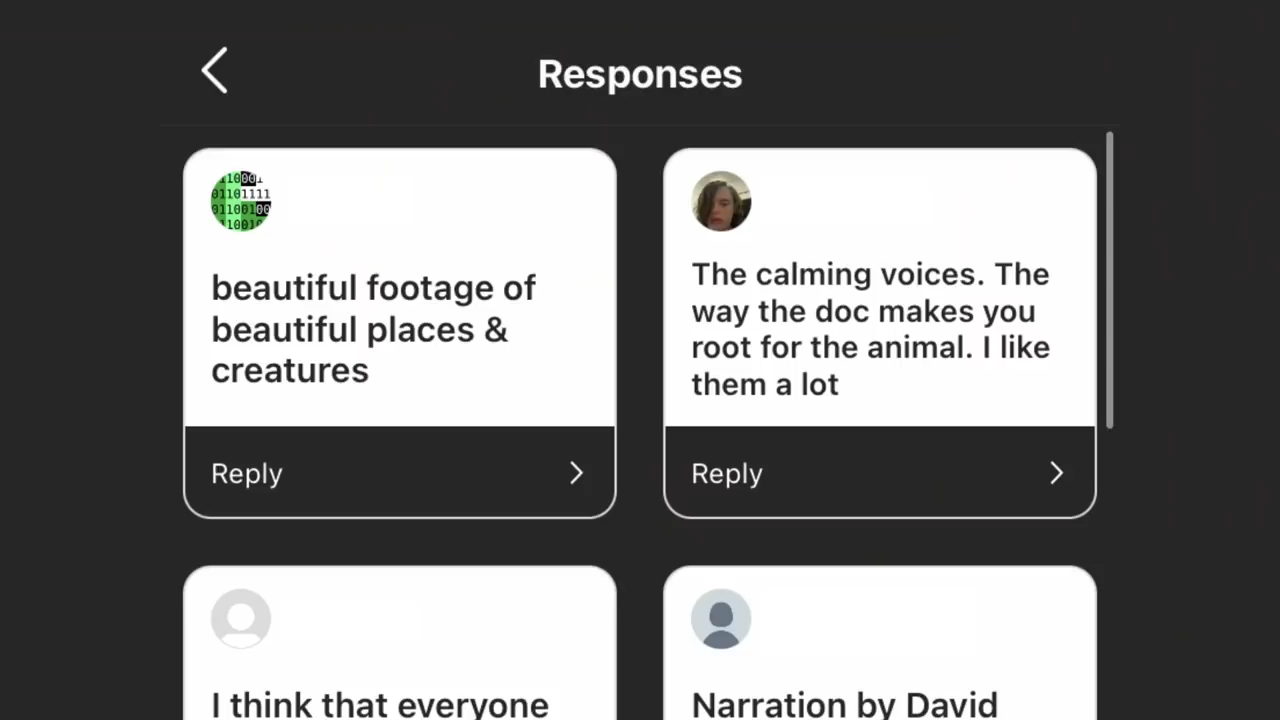 Responses
01101111
beautiful footage of
beautiful places &
creatures
Reply
The calming voices. The
way the doc makes you
root for the animal. I like
them a lot
Reply
I think that everyone
Narration by David